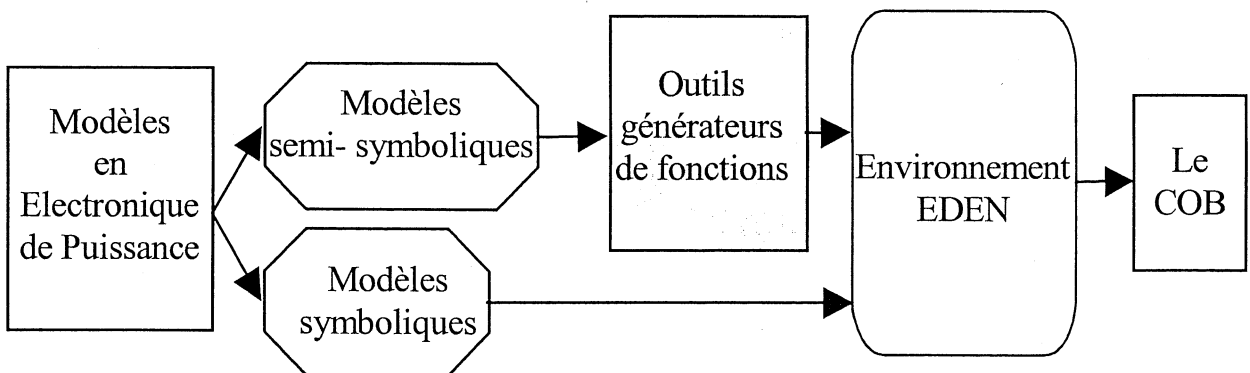 Modèles
en
Electronique
de Puissance
Modèles
semi- symboliques
Modèles
symboliques
Outils
générateurs
de fonctions
Environnement
EDEN
Le
COB